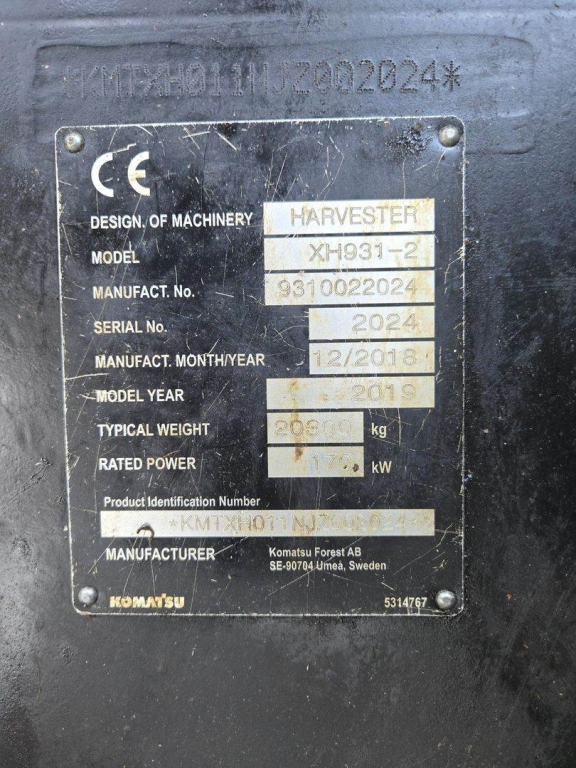 *KMTXH011NJZ002024*
CE
DESIGN. OF MACHINERY HARVESTER
MODEL XH931-2
MANUFACT. No. 9310022024
SERIAL No. 2024
MANUFACT. MONTH/YEAR 12/2018
MODEL YEAR 2019
TYPICAL WEIGHT kg
RATED POWER kW
Product Identification Number
MANUFACTURER Komatsu Forest AB
SE-90704 Umeå, Sweden
KOMATSU 5314767